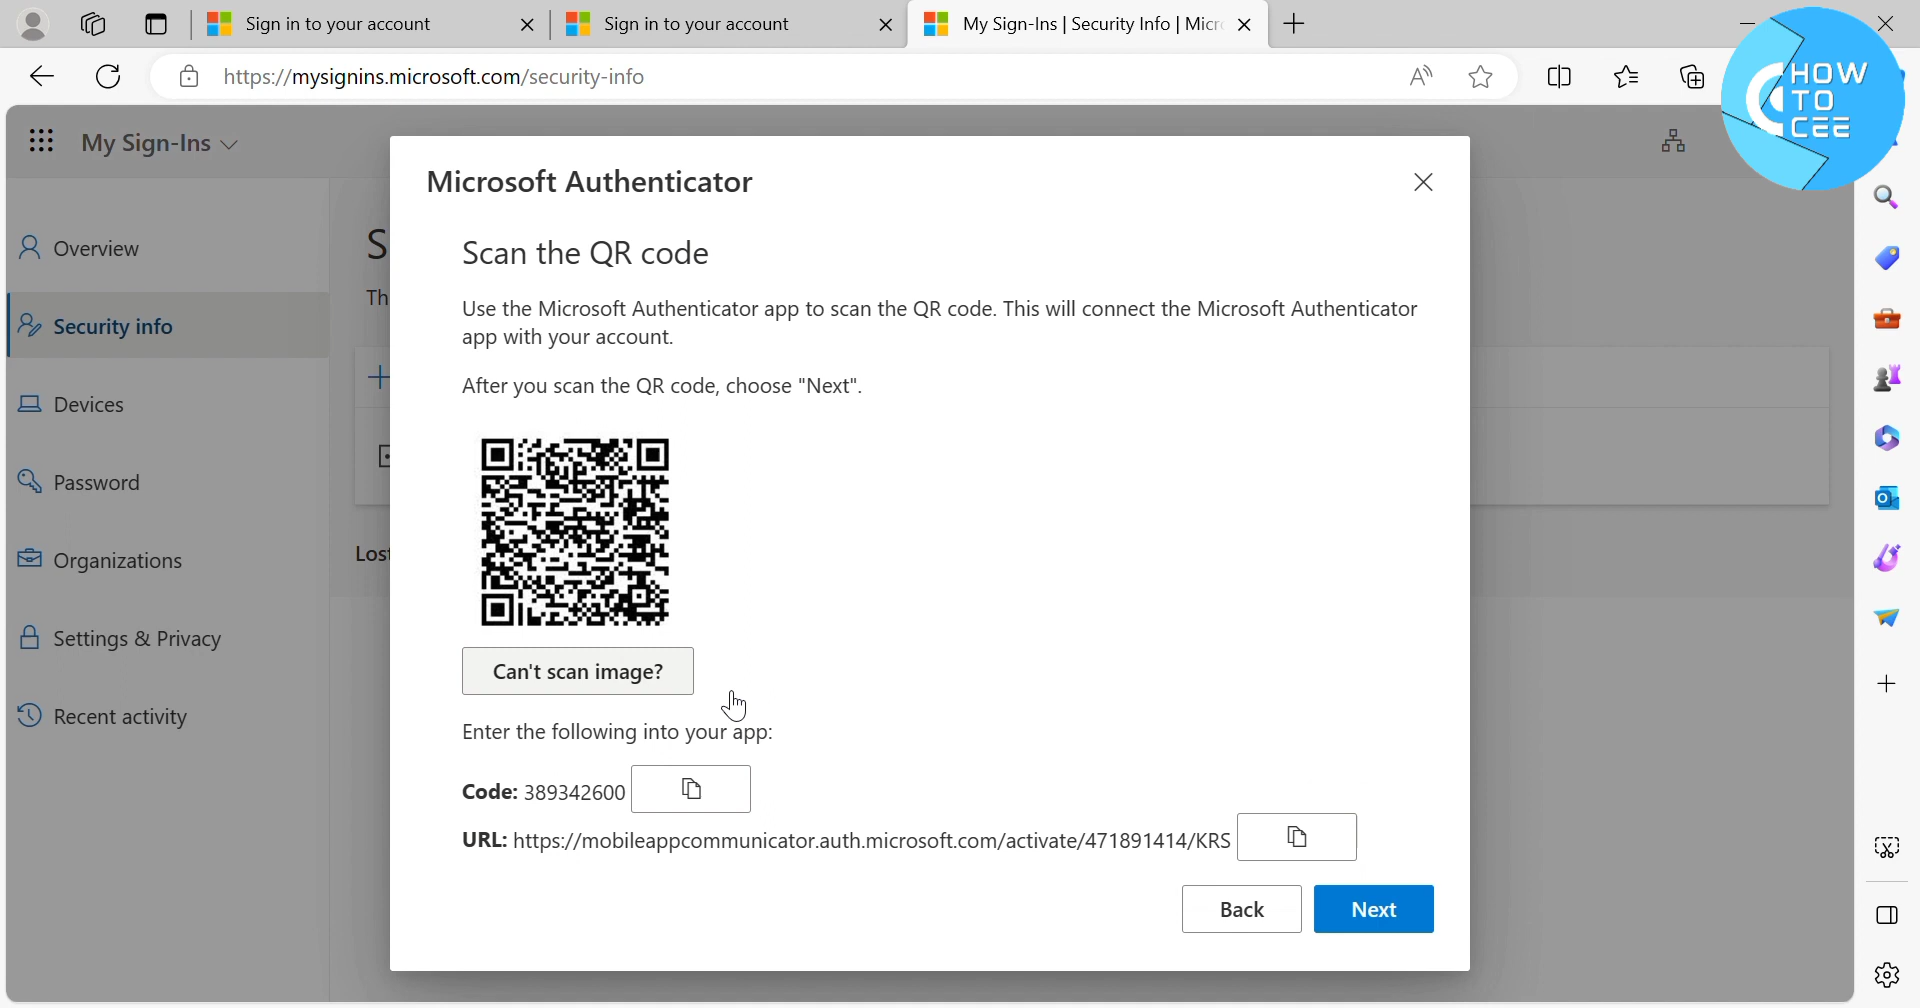 Sign in to your account
Sign in to your account
My Sign-Ins | Security Info | Micr
https://mysignins.microsoft.com/security-info
HOW
TO
CEE
My Sign-Ins
Microsoft Authenticator
Overview
Security info
Devices
Password
Organizations
Settings & Privacy
Recent activity
S
Th
Lost
Scan the QR code
Use the Microsoft Authenticator app to scan the QR code. This will connect the Microsoft Authenticator
app with your account.
After you scan the QR code, choose "Next".
Can't scan image?
Enter the following into your app:
Code: 389342600
URL: https://mobileappcommunicator.auth.microsoft.com/activate/471891414/KRS
Back
Next